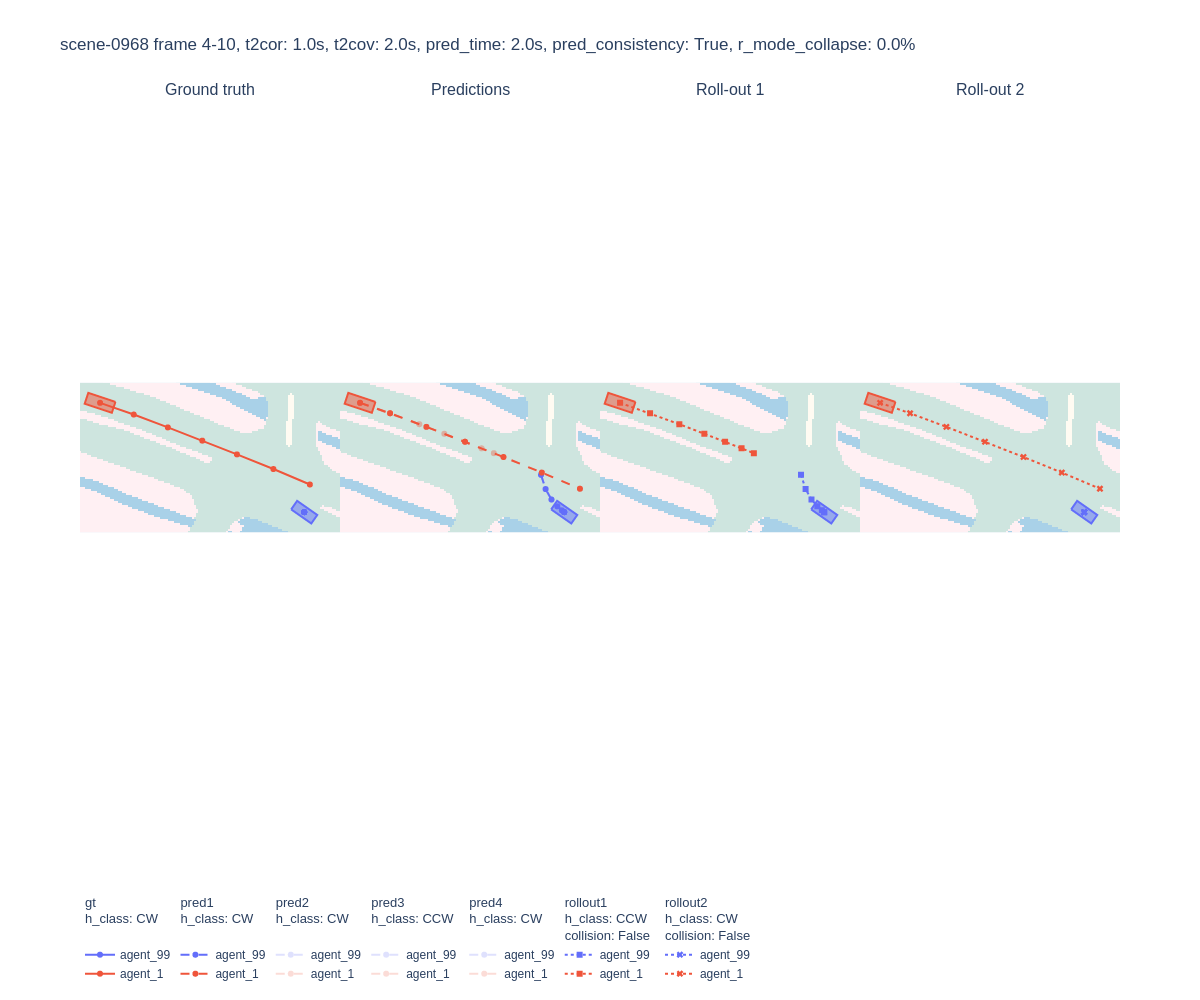 scene-0968 frame 4-10, t2cor: 1.0s, t2cov: 2.0s, pred_time: 2.0s, pred_consistency: True, r_mode_collapse: 0.0%
Ground truth
Predictions
Roll-out 1
Roll-out 2
gt
h_class: CW
agent_99
agent_1
pred1
h_class: CW
agent_99
agent_1
pred2
h_class: CW
agent_99
agent_1
pred3
h_class: CCW
agent_99
agent_1
pred4
h_class: CW
agent_99
agent_1
rollout1
h_class: CCW
collision: False
agent_99
agent_1
rollout2
h_class: CW
collision: False
agent_99
agent_1